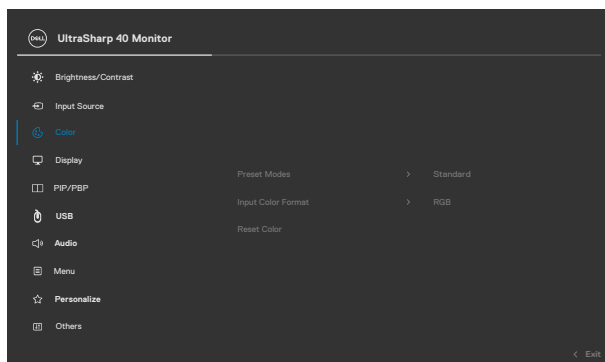 DELL UltraSharp 40 Monitor
Brightness/Contrast
Input Source
Color
Display
Preset Modes > Standard
PIP/PBP
Input Color Format > RGB
USB
Reset Color
Audio
Menu
Personalize
Others
< Exit